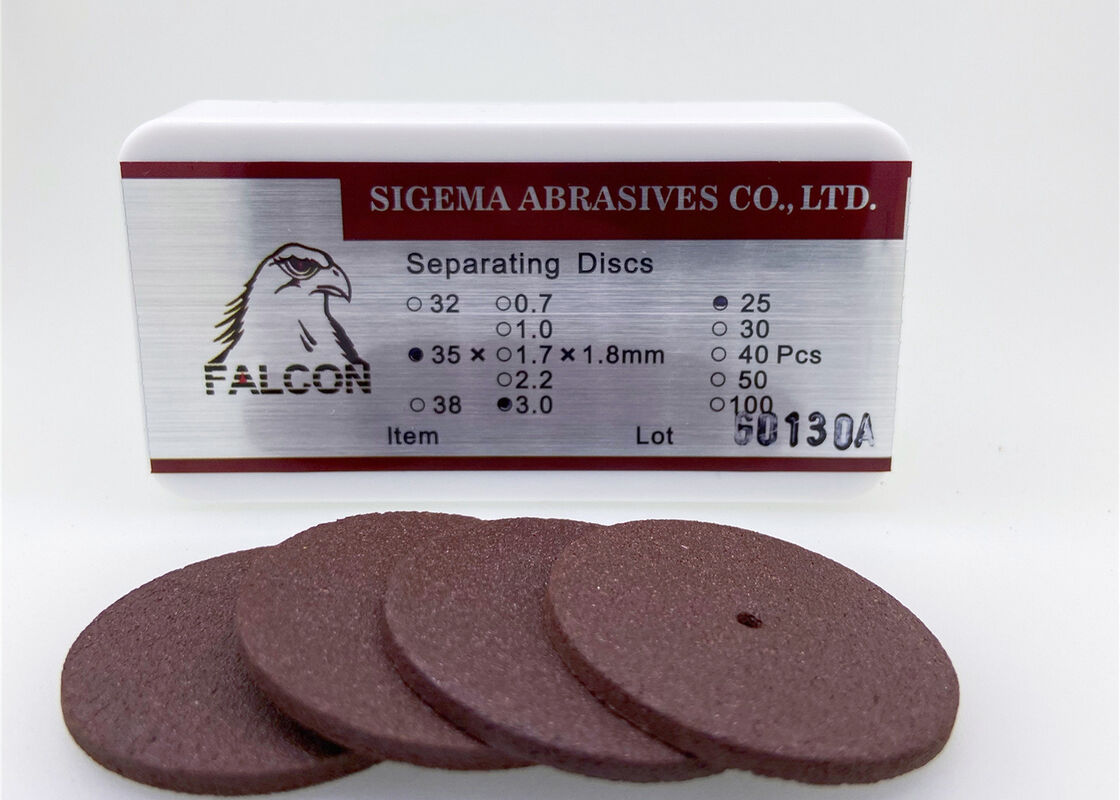 SIGEMA ABRASIVES CO., LTD.
FALCON
Separating Discs
○ 32 ○ 0.7 ● 25
○ 1.0 ○ 30
● 35 × ○ 1.7 × 1.8mm ○ 40 Pcs
○ 2.2 ○ 50
○ 38 ● 3.0 ○ 100
Item Lot 60130A